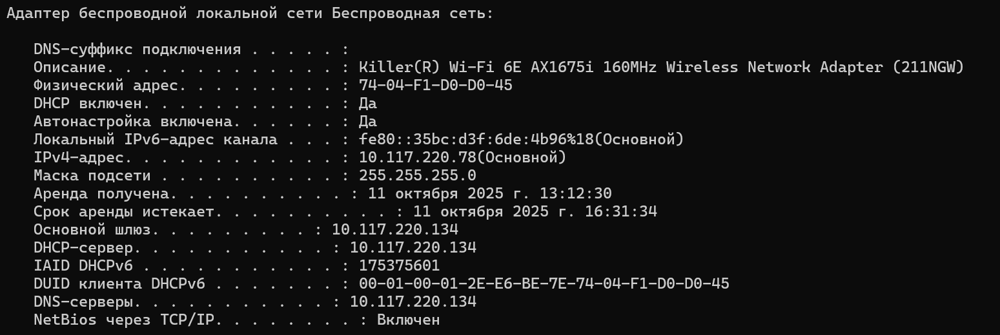 Адаптер беспроводной локальной сети Беспроводная сеть:
DNS-суффикс подключения . . . . . :
Описание. . . . . . . . . . . . . : Killer(R) Wi-Fi 6E AX1675i 160MHz Wireless Network Adapter (211NGW)
Физический адрес. . . . . . . . . : 74-04-F1-D0-D0-45
DHCP включен. . . . . . . . . . . : Да
Автонастройка включена. . . . . . : Да
Локальный IPv6-адрес канала . . . : fe80::35bc:d3f:6de:4b96%18(Основной)
IPv4-адрес. . . . . . . . . . . . : 10.117.220.78(Основной)
Маска подсети . . . . . . . . . . : 255.255.255.0
Аренда получена. . . . . . . . . . : 11 октября 2025 г. 13:12:30
Срок аренды истекает. . . . . . . . . . : 11 октября 2025 г. 16:31:34
Основной шлюз. . . . . . . . . : 10.117.220.134
DHCP-сервер. . . . . . . . . . . : 10.117.220.134
IAID DHCPv6 . . . . . . . . . . . : 175375601
DUID клиента DHCPv6 . . . . . . . : 00-01-00-01-2E-E6-BE-7E-74-04-F1-D0-D0-45
DNS-серверы. . . . . . . . . . . : 10.117.220.134
NetBios через TCP/IP. . . . . . . . : Включен